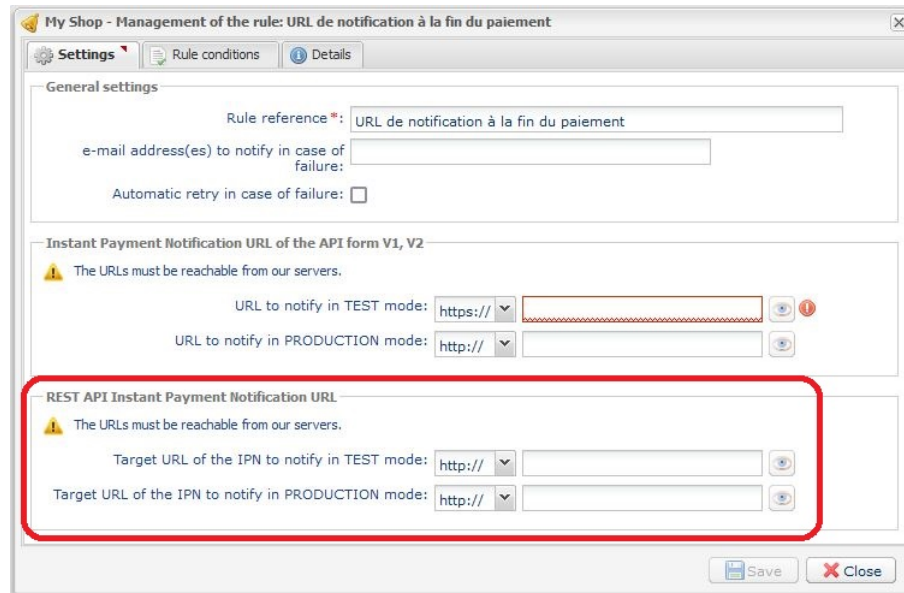 My Shop - Management of the rule: URL de notification à la fin du paiement
Settings Rule conditions Details
General settings
Rule reference*: URL de notification à la fin du paiement
e-mail address(es) to notify in case of
failure:
Automatic retry in case of failure:
Instant Payment Notification URL of the API form V1, V2
The URLs must be reachable from our servers.
URL to notify in TEST mode: https://
URL to notify in PRODUCTION mode: http://
REST API Instant Payment Notification URL
The URLs must be reachable from our servers.
Target URL of the IPN to notify in TEST mode: http://
Target URL of the IPN to notify in PRODUCTION mode: http://
Save Close